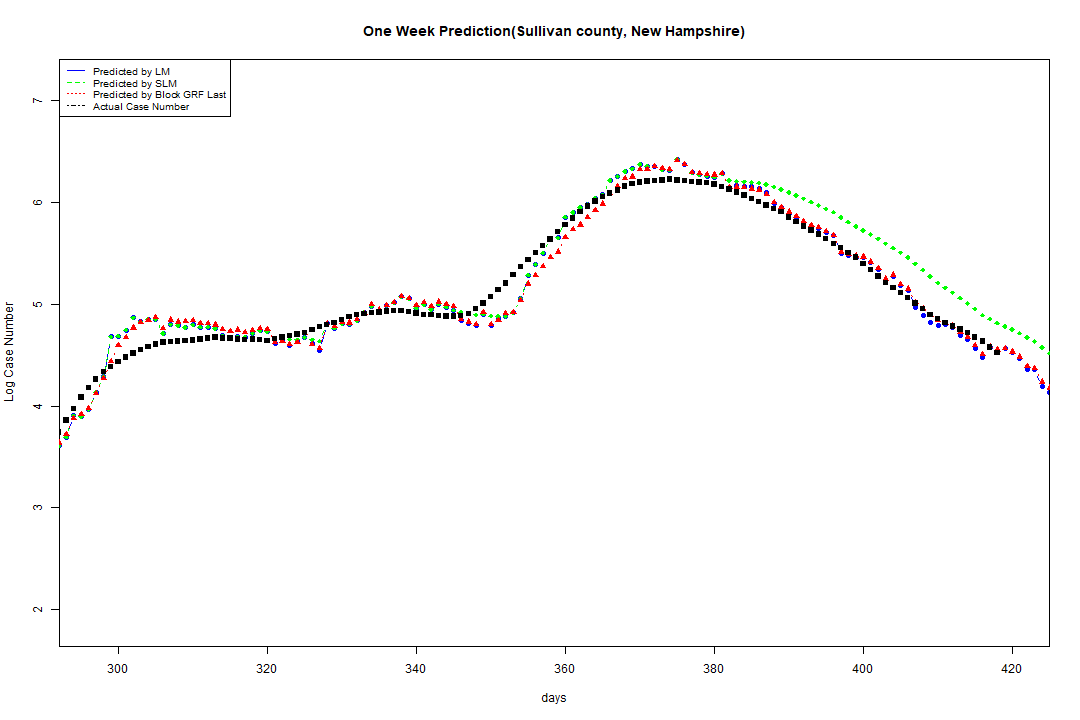 One Week Prediction(Sullivan county, New Hampshire)
Predicted by LM
Predicted by SLM
Predicted by Block GRF Last
Actual Case Number
Log Case Number
7
6
5
4
3
2
300 320 340 360 380 400 420
days